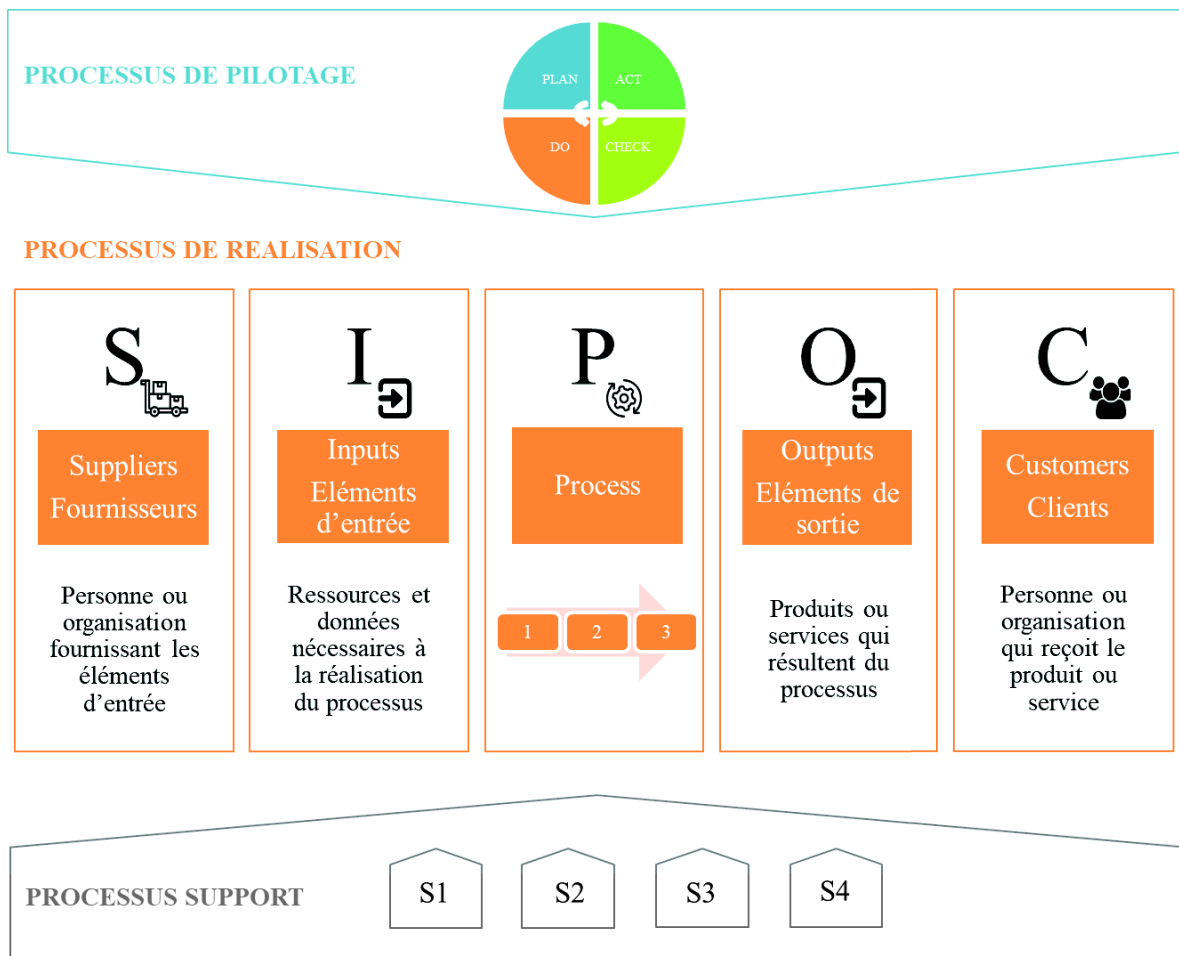 PROCESSUS DE PILOTAGE
PLAN
ACT
DO
CHECK
PROCESSUS DE REALISATION
S
Suppliers
Fournisseurs
Personne ou
organisation
fournissant les
éléments
d’entrée
I
Inputs
Eléments
d’entrée
Ressources et
données
nécessaires à
la réalisation
du processus
P
Process
1
2
3
O
Outputs
Eléments de
sortie
Produits ou
services qui
résultent du
processus
C
Customers
Clients
Personne ou
organisation
qui reçoit le
produit ou
service
PROCESSUS SUPPORT
S1
S2
S3
S4